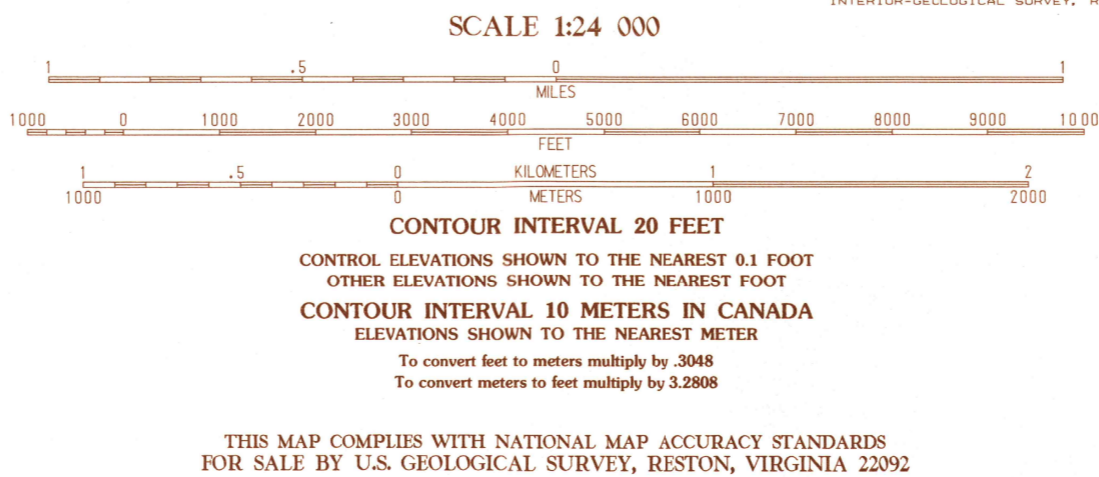 INTERIOR-GEOLOGICAL SURVEY, R
SCALE 1:24 000
1 .5 0 1
MILES
1000 0 1000 2000 3000 4000 5000 6000 7000 8000 9000 1000
FEET
1 .5 0 KILOMETERS 1 2
1000 0 METERS 1000 2000
CONTOUR INTERVAL 20 FEET
CONTROL ELEVATIONS SHOWN TO THE NEAREST 0.1 FOOT
OTHER ELEVATIONS SHOWN TO THE NEAREST FOOT
CONTOUR INTERVAL 10 METERS IN CANADA
ELEVATIONS SHOWN TO THE NEAREST METER
To convert feet to meters multiply by .3048
To convert meters to feet multiply by 3.2808
THIS MAP COMPLIES WITH NATIONAL MAP ACCURACY STANDARDS
FOR SALE BY U.S. GEOLOGICAL SURVEY, RESTON, VIRGINIA 22092